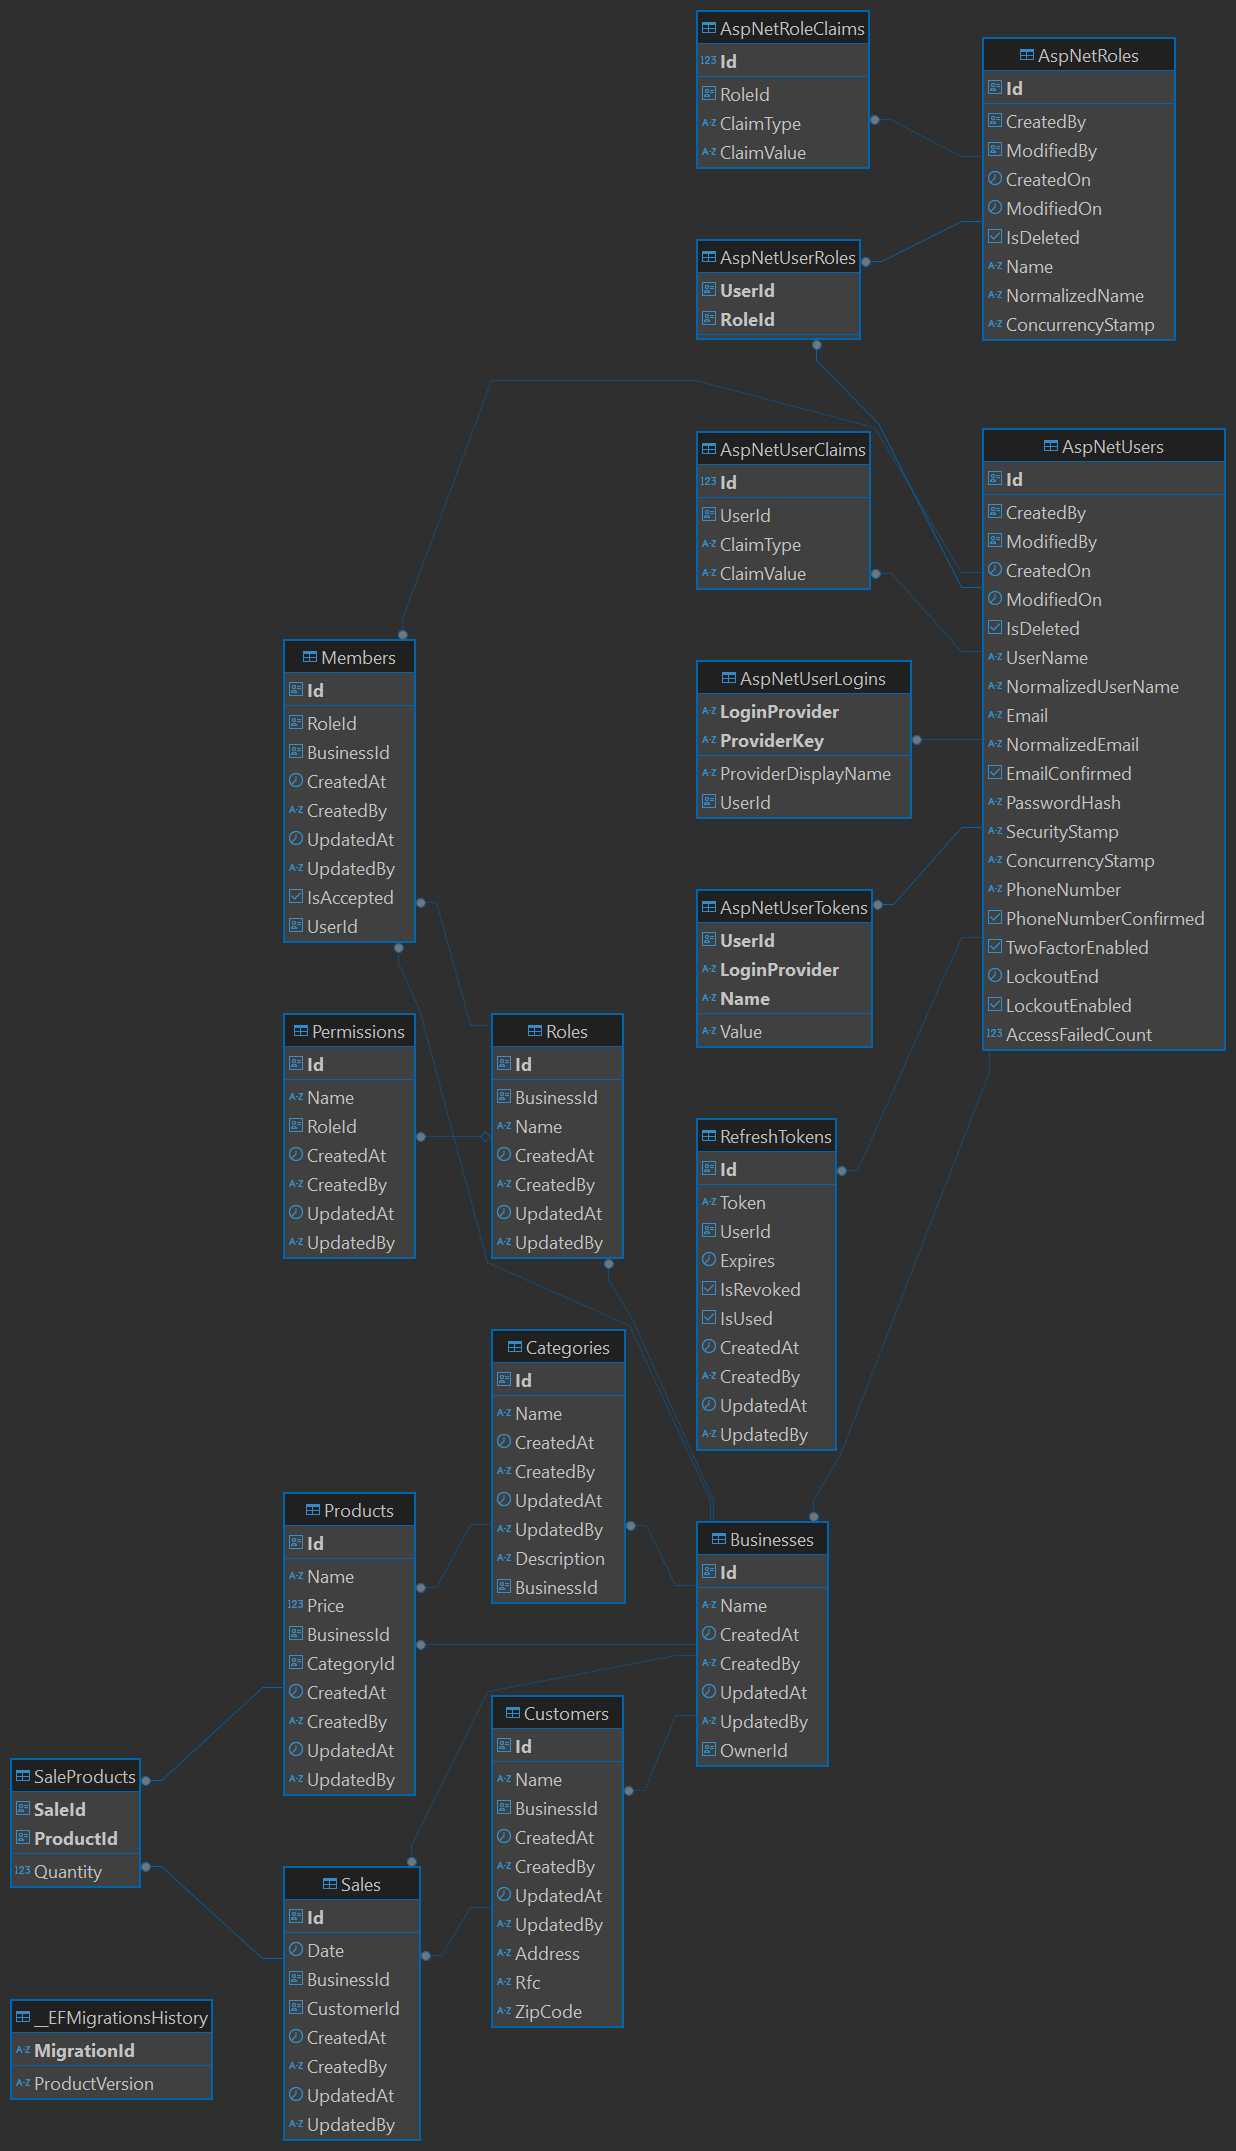 AspNetRoleClaims
123 Id
RoleId
A-Z ClaimType
A-Z ClaimValue
AspNetRoles
Id
CreatedBy
ModifiedBy
CreatedOn
ModifiedOn
IsDeleted
A-Z Name
A-Z NormalizedName
A-Z ConcurrencyStamp
AspNetUserRoles
UserId
RoleId
AspNetUserClaims
123 Id
UserId
A-Z ClaimType
A-Z ClaimValue
AspNetUsers
Id
CreatedBy
ModifiedBy
CreatedOn
ModifiedOn
IsDeleted
A-Z UserName
A-Z NormalizedUserName
A-Z Email
A-Z NormalizedEmail
EmailConfirmed
A-Z PasswordHash
A-Z SecurityStamp
A-Z ConcurrencyStamp
A-Z PhoneNumber
PhoneNumberConfirmed
TwoFactorEnabled
LockoutEnd
LockoutEnabled
123 AccessFailedCount
Members
Id
RoleId
BusinessId
CreatedAt
A-Z CreatedBy
UpdatedAt
A-Z UpdatedBy
IsAccepted
UserId
AspNetUserLogins
A-Z LoginProvider
A-Z ProviderKey
A-Z ProviderDisplayName
UserId
AspNetUserTokens
UserId
A-Z LoginProvider
A-Z Name
A-Z Value
Permissions
Id
A-Z Name
RoleId
CreatedAt
A-Z CreatedBy
UpdatedAt
A-Z UpdatedBy
Roles
Id
BusinessId
A-Z Name
CreatedAt
A-Z CreatedBy
UpdatedAt
A-Z UpdatedBy
RefreshTokens
Id
A-Z Token
UserId
Expires
IsRevoked
IsUsed
CreatedAt
A-Z CreatedBy
UpdatedAt
A-Z UpdatedBy
Categories
Id
A-Z Name
CreatedAt
A-Z CreatedBy
UpdatedAt
A-Z UpdatedBy
A-Z Description
BusinessId
Products
Id
A-Z Name
123 Price
BusinessId
CategoryId
CreatedAt
A-Z CreatedBy
UpdatedAt
A-Z UpdatedBy
Businesses
Id
A-Z Name
CreatedAt
A-Z CreatedBy
UpdatedAt
A-Z UpdatedBy
OwnerId
Customers
Id
A-Z Name
BusinessId
CreatedAt
A-Z CreatedBy
UpdatedAt
A-Z UpdatedBy
A-Z Address
A-Z Rfc
A-Z ZipCode
SaleProducts
SaleId
ProductId
123 Quantity
Sales
Id
Date
BusinessId
CustomerId
CreatedAt
A-Z CreatedBy
UpdatedAt
A-Z UpdatedBy
__EFMigrationsHistory
A-Z MigrationId
A-Z ProductVersion